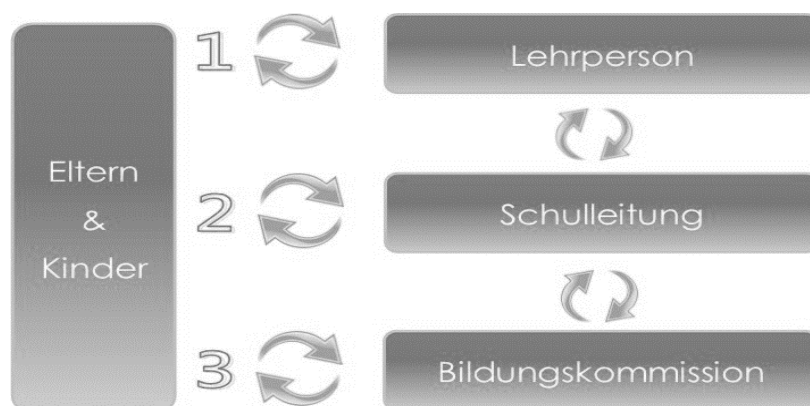 Eltern
&
Kinder
1
Lehrperson
2
Schulleitung
3
Bildungskommission